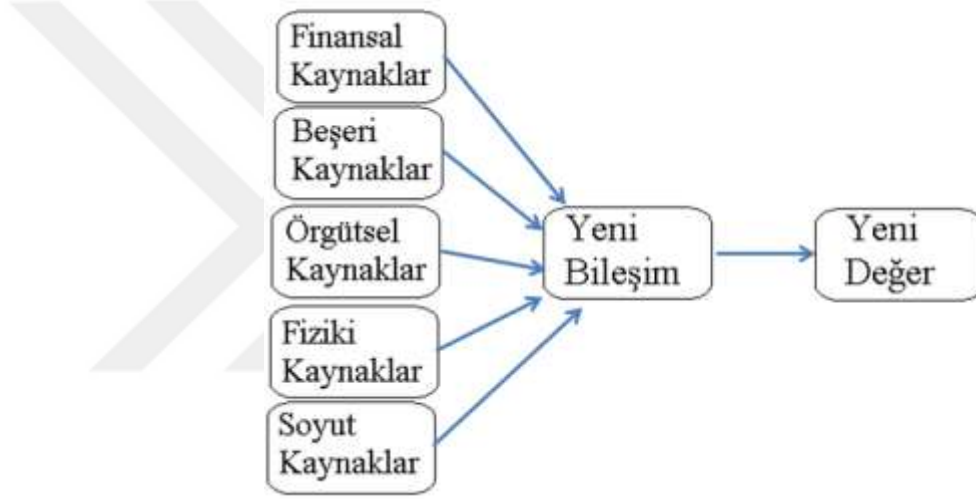 Finansal
Kaynaklar
Beşeri
Kaynaklar
Örgütsel
Kaynaklar
Fiziki
Kaynaklar
Soyut
Kaynaklar
Yeni
Bileşim
Yeni
Değer